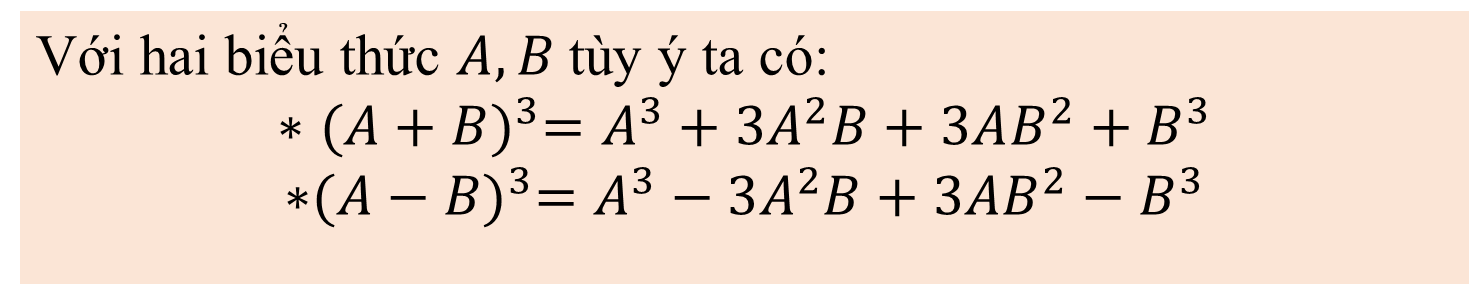 Với hai biểu thức A, B tùy ý ta có:
* (A + B)³= A³ + 3A²B + 3AB² + B³
*(A − B)³= A³ − 3A²B + 3AB² − B³